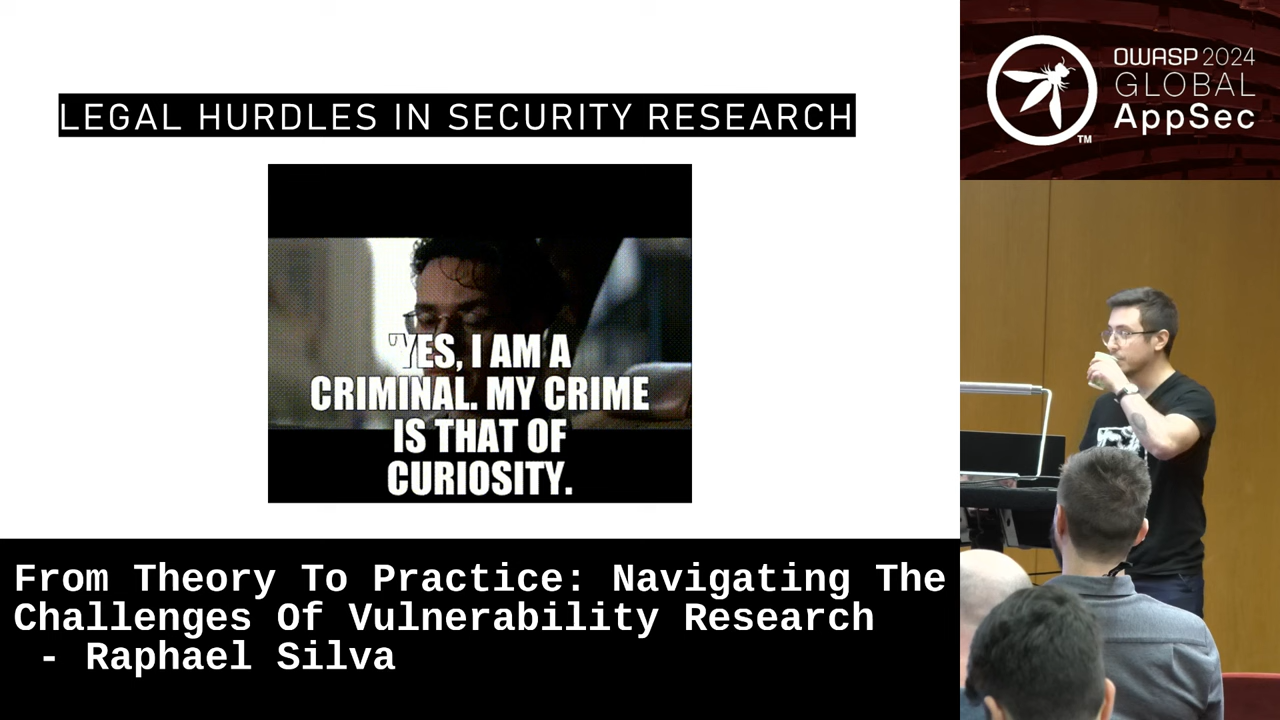 LEGAL HURDLES IN SECURITY RESEARCH
'YES, I AM A
CRIMINAL. MY CRIME
IS THAT OF
CURIOSITY.
OWASP 2024
GLOBAL
AppSec
TM
From Theory To Practice: Navigating The
Challenges Of Vulnerability Research
- Raphael Silva